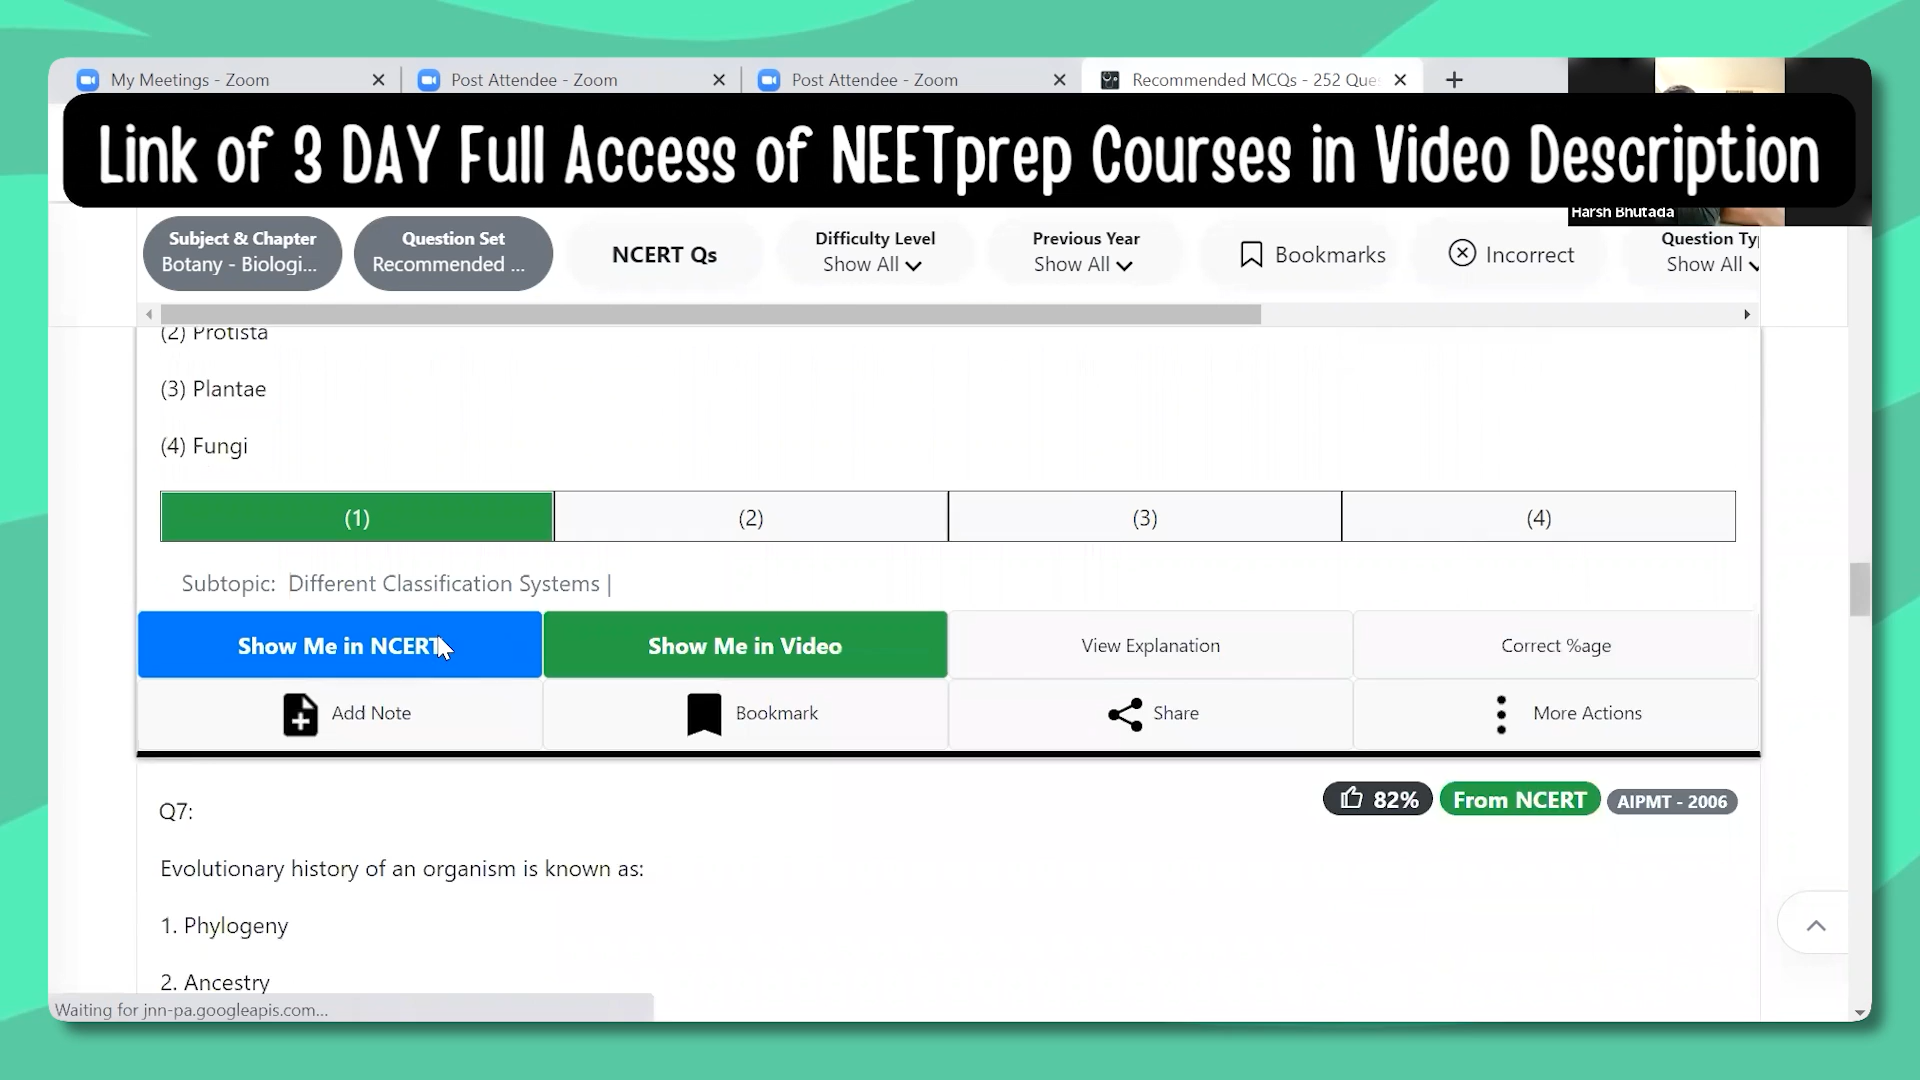 My Meetings - Zoom
Post Attendee - Zoom
Post Attendee - Zoom
Recommended MCQs - 252 Que
Link of 3 DAY Full Access of NEETprep Courses in Video Description
Harsh Bhutada
Subject & Chapter
Botany - Biologi...
Question Set
Recommended ...
NCERT Qs
Difficulty Level
Show All
Previous Year
Show All
Bookmarks
Incorrect
Question Ty
Show All
(2) Protista
(3) Plantae
(4) Fungi
(1)
(2)
(3)
(4)
Subtopic: Different Classification Systems |
Show Me in NCERT
Show Me in Video
View Explanation
Correct %age
Add Note
Bookmark
Share
More Actions
Q7:
82%
From NCERT
AIPMT - 2006
Evolutionary history of an organism is known as:
1. Phylogeny
2. Ancestry
Waiting for jnn-pa.googleapis.com...